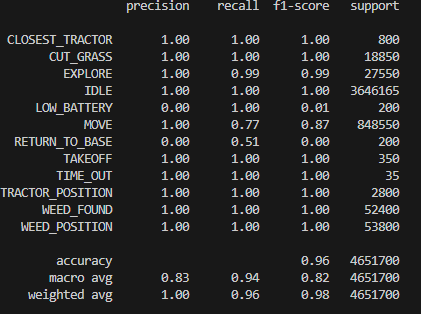 precision recall f1-score support
CLOSEST_TRACTOR 1.00 1.00 1.00 800
CUT_GRASS 1.00 1.00 1.00 18850
EXPLORE 1.00 0.99 0.99 27550
IDLE 1.00 1.00 1.00 3646165
LOW_BATTERY 0.00 1.00 0.01 200
MOVE 1.00 0.77 0.87 848550
RETURN_TO_BASE 0.00 0.51 0.00 200
TAKEOFF 1.00 1.00 1.00 350
TIME_OUT 1.00 1.00 1.00 35
TRACTOR_POSITION 1.00 1.00 1.00 2800
WEED_FOUND 1.00 1.00 1.00 52400
WEED_POSITION 1.00 1.00 1.00 53800
accuracy 0.96 4651700
macro avg 0.83 0.94 0.82 4651700
weighted avg 1.00 0.96 0.98 4651700